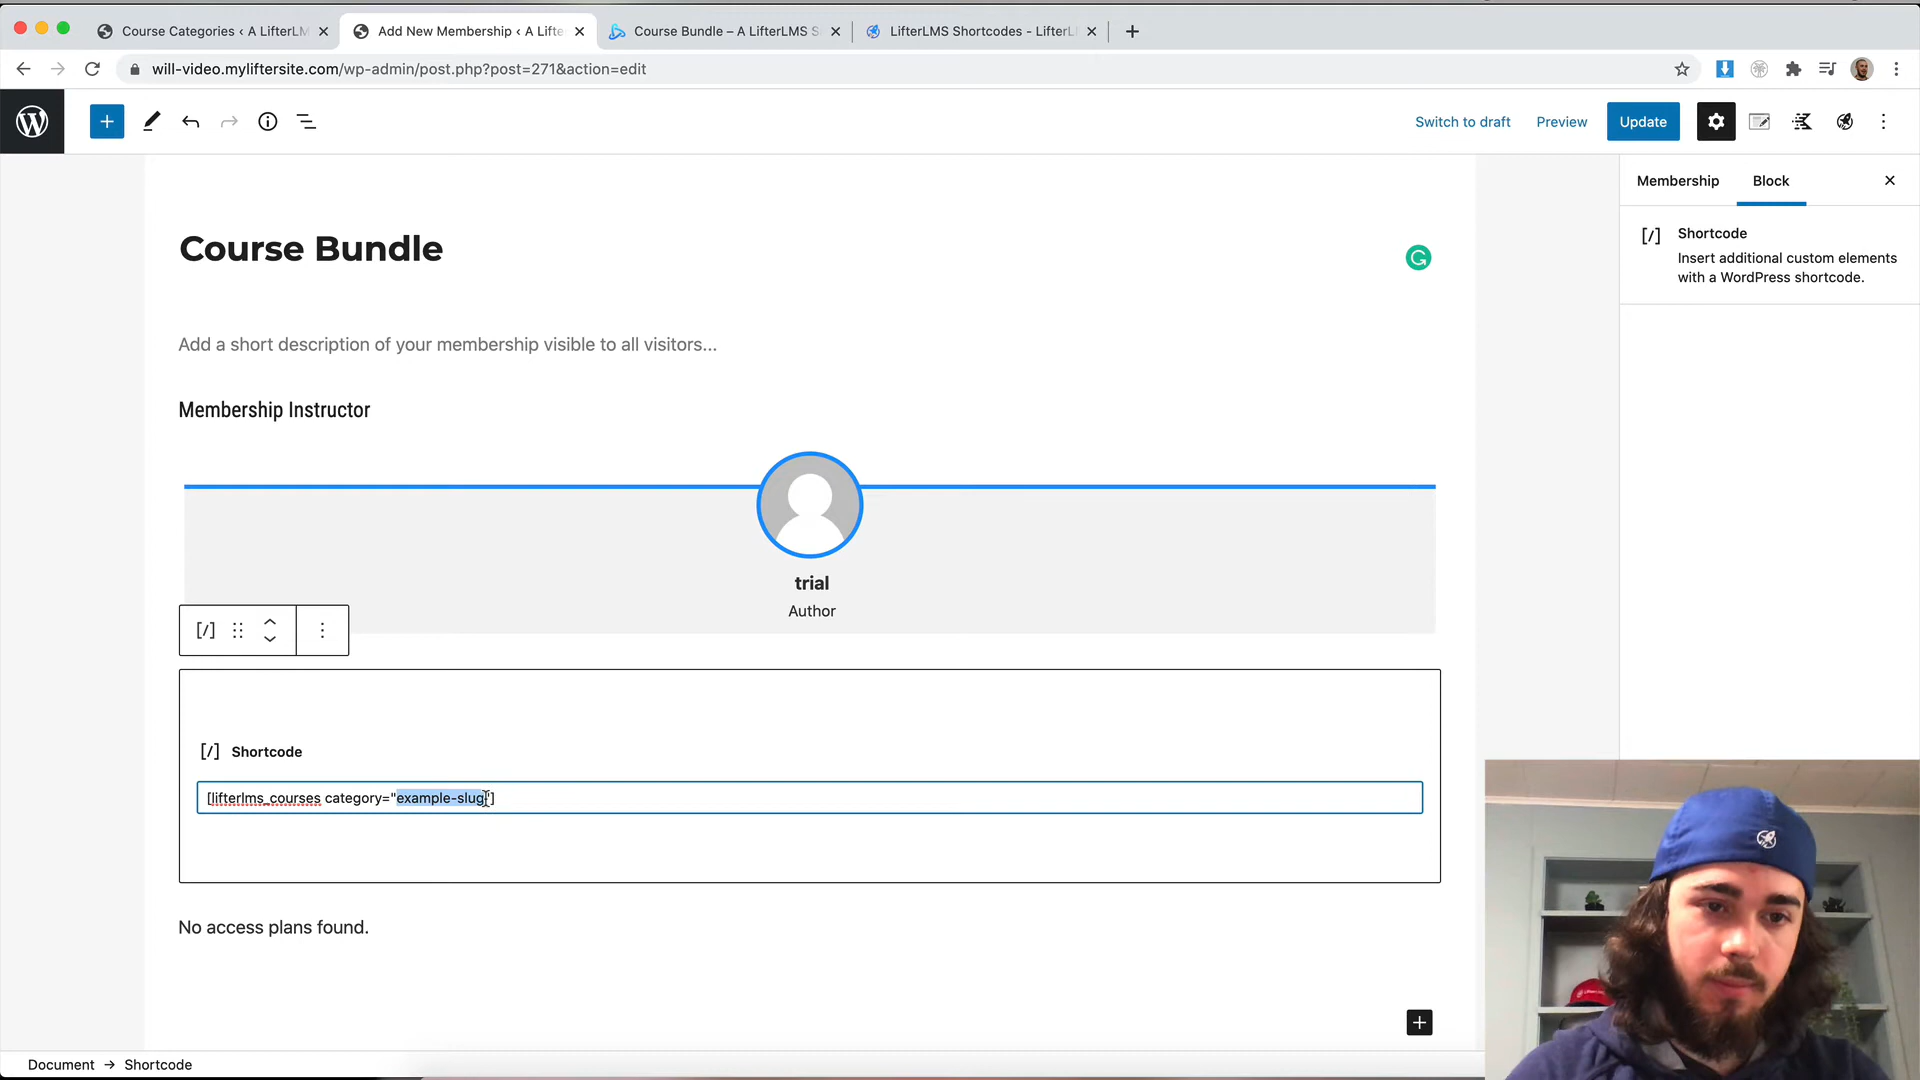 Course Categories ‹ A LifterLM
Add New Membership ‹ A Lifte
Course Bundle – A LifterLMS S
LifterLMS Shortcodes - LifterL
will-video.myliftersite.com/wp-admin/post.php?post=271&action=edit
Switch to draft
Preview
Update
Membership
Block
Shortcode
Insert additional custom elements
with a WordPress shortcode.
Course Bundle
Add a short description of your membership visible to all visitors...
Membership Instructor
trial
Author
[/]
[/] Shortcode
[lifterlms_courses category="example-slug"]
No access plans found.
Document → Shortcode